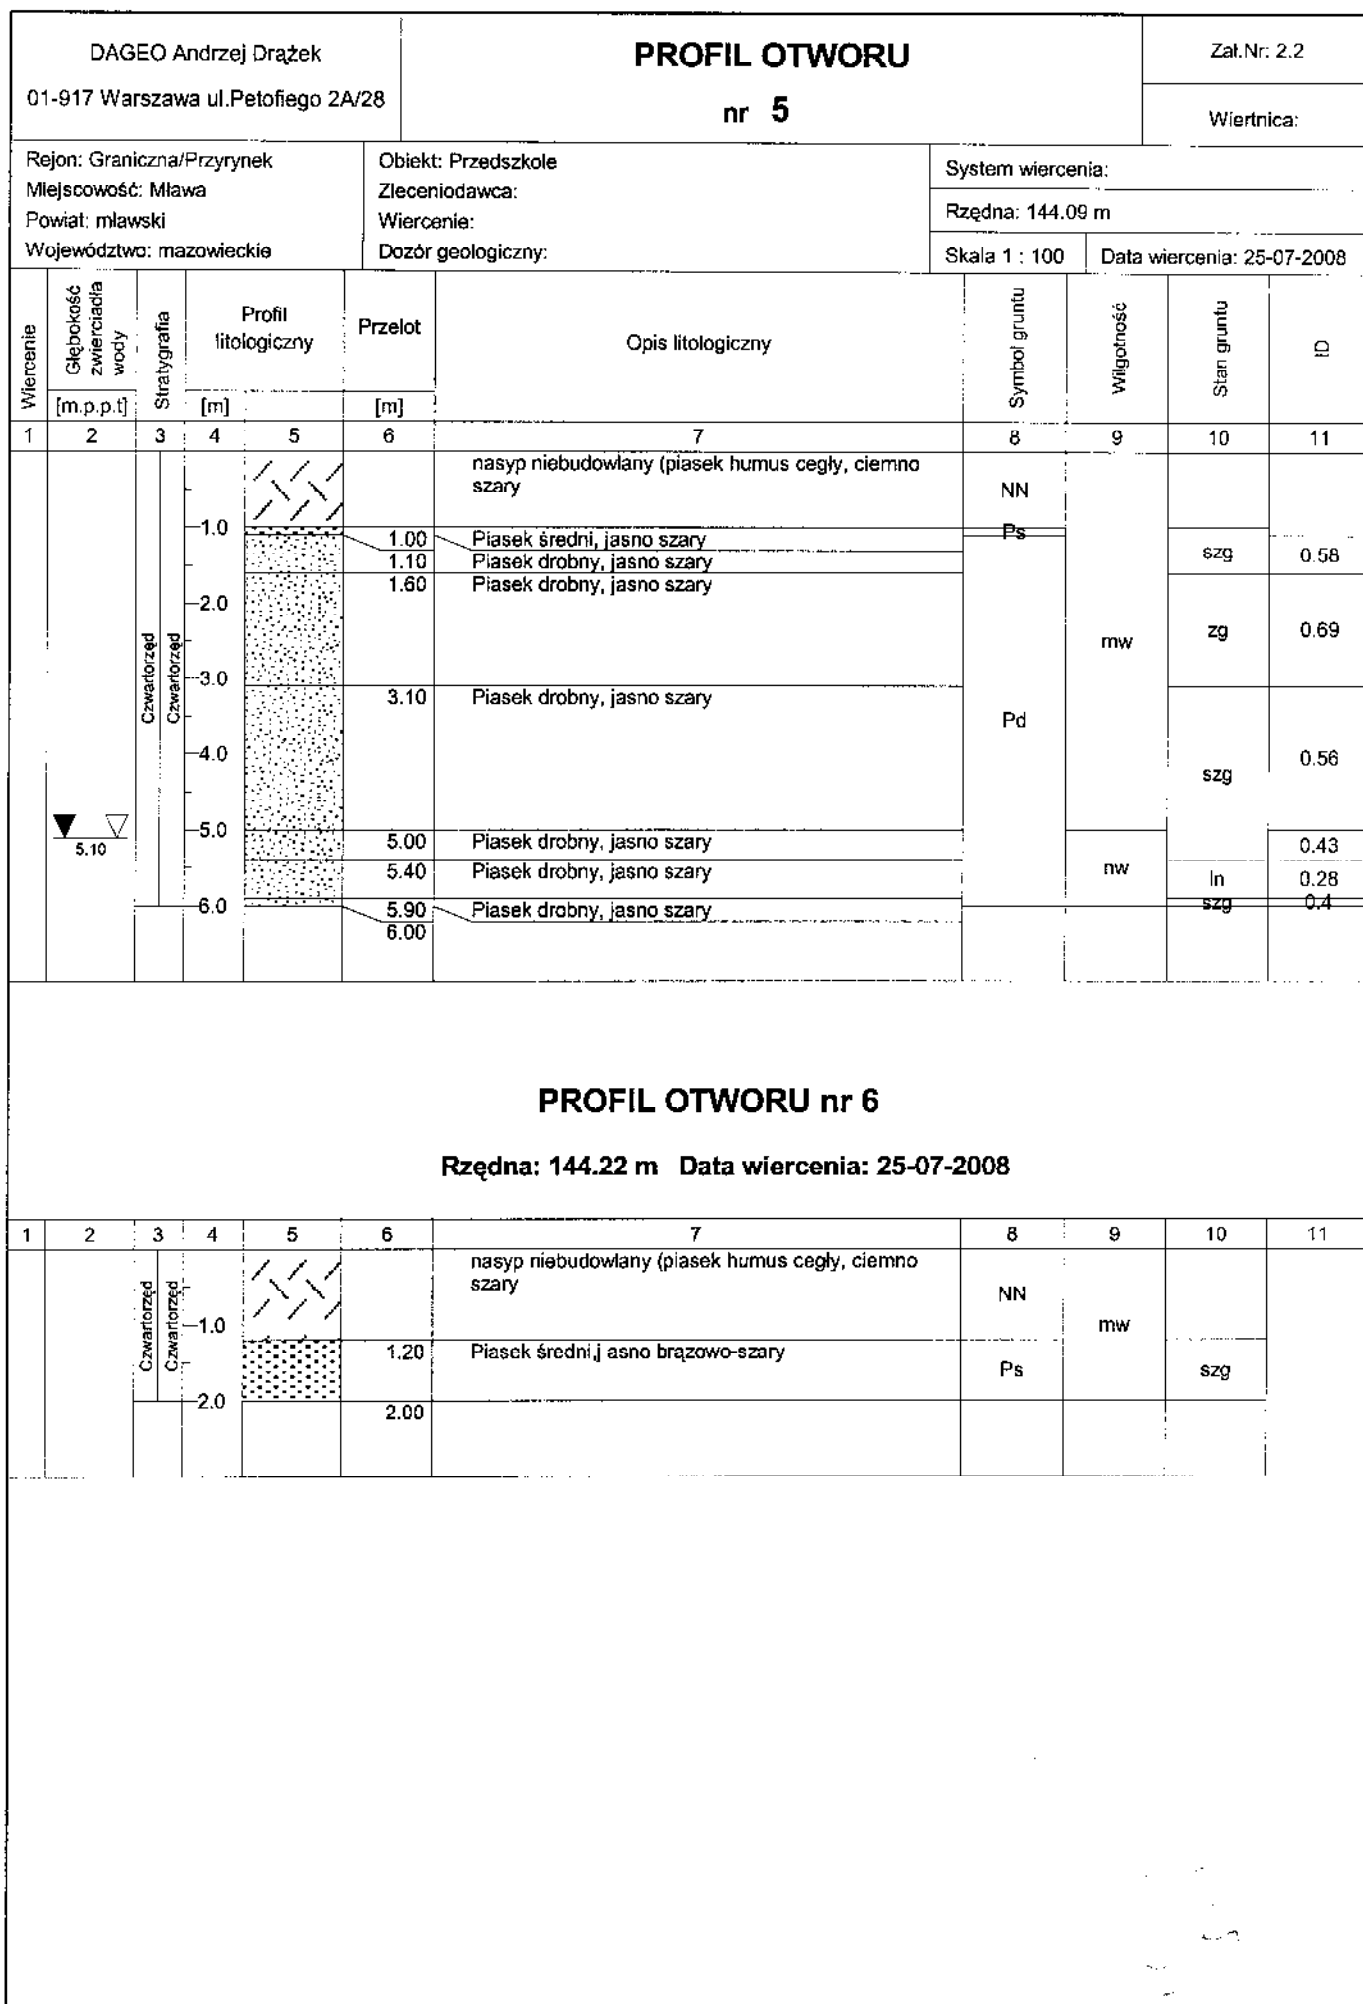 DAGEO Andrzej Drążek
01-917 Warszawa ul.Petofiego 2A/28
PROFIL OTWORU
nr 5
Zał.Nr: 2.2
Wiertnica:
Rejon: Graniczna/Przyrynek
Miejscowość: Mława
Powiat: mławski
Województwo: mazowieckie
Obiekt: Przedszkole
Zleceniodawca:
Wiercenie:
Dozór geologiczny:
System wiercenia:
Rzędna: 144.09 m
Skala 1 : 100
Data wiercenia: 25-07-2008
Wiercenie
Głębokość
zwierciadła
wody
[m.p.p.t]
Stratygrafia
Profil
litologiczny
[m]
Przelot
[m]
Opis litologiczny
Symbol gruntu
Wilgotność
Stan gruntu
ID
1 2 3 4 5 6 7 8 9 10 11
nasyp niebudowlany (piasek humus cegły, ciemno
szary
NN
1.0
Ps
1.00 Piasek średni, jasno szary
1.10 Piasek drobny, jasno szary
szg 0.58
1.60 Piasek drobny, jasno szary
2.0
Czwartorzęd
Czwartorzęd
mw
zg 0.69
3.0
3.10 Piasek drobny, jasno szary
Pd
4.0
szg
0.56
5.0
5.10
5.00 Piasek drobny, jasno szary
0.43
5.40 Piasek drobny, jasno szary
nw
ln 0.28
6.0
5.90 Piasek drobny, jasno szary
szg 0.4
6.00
PROFIL OTWORU nr 6
Rzędna: 144.22 m Data wiercenia: 25-07-2008
1 2 3 4 5 6 7 8 9 10 11
nasyp niebudowlany (piasek humus cegły, ciemno
szary
NN
Czwartorzęd
Czwartorzęd
1.0
mw
1.20 Piasek średni,j asno brązowo-szary
Ps
szg
2.0
2.00